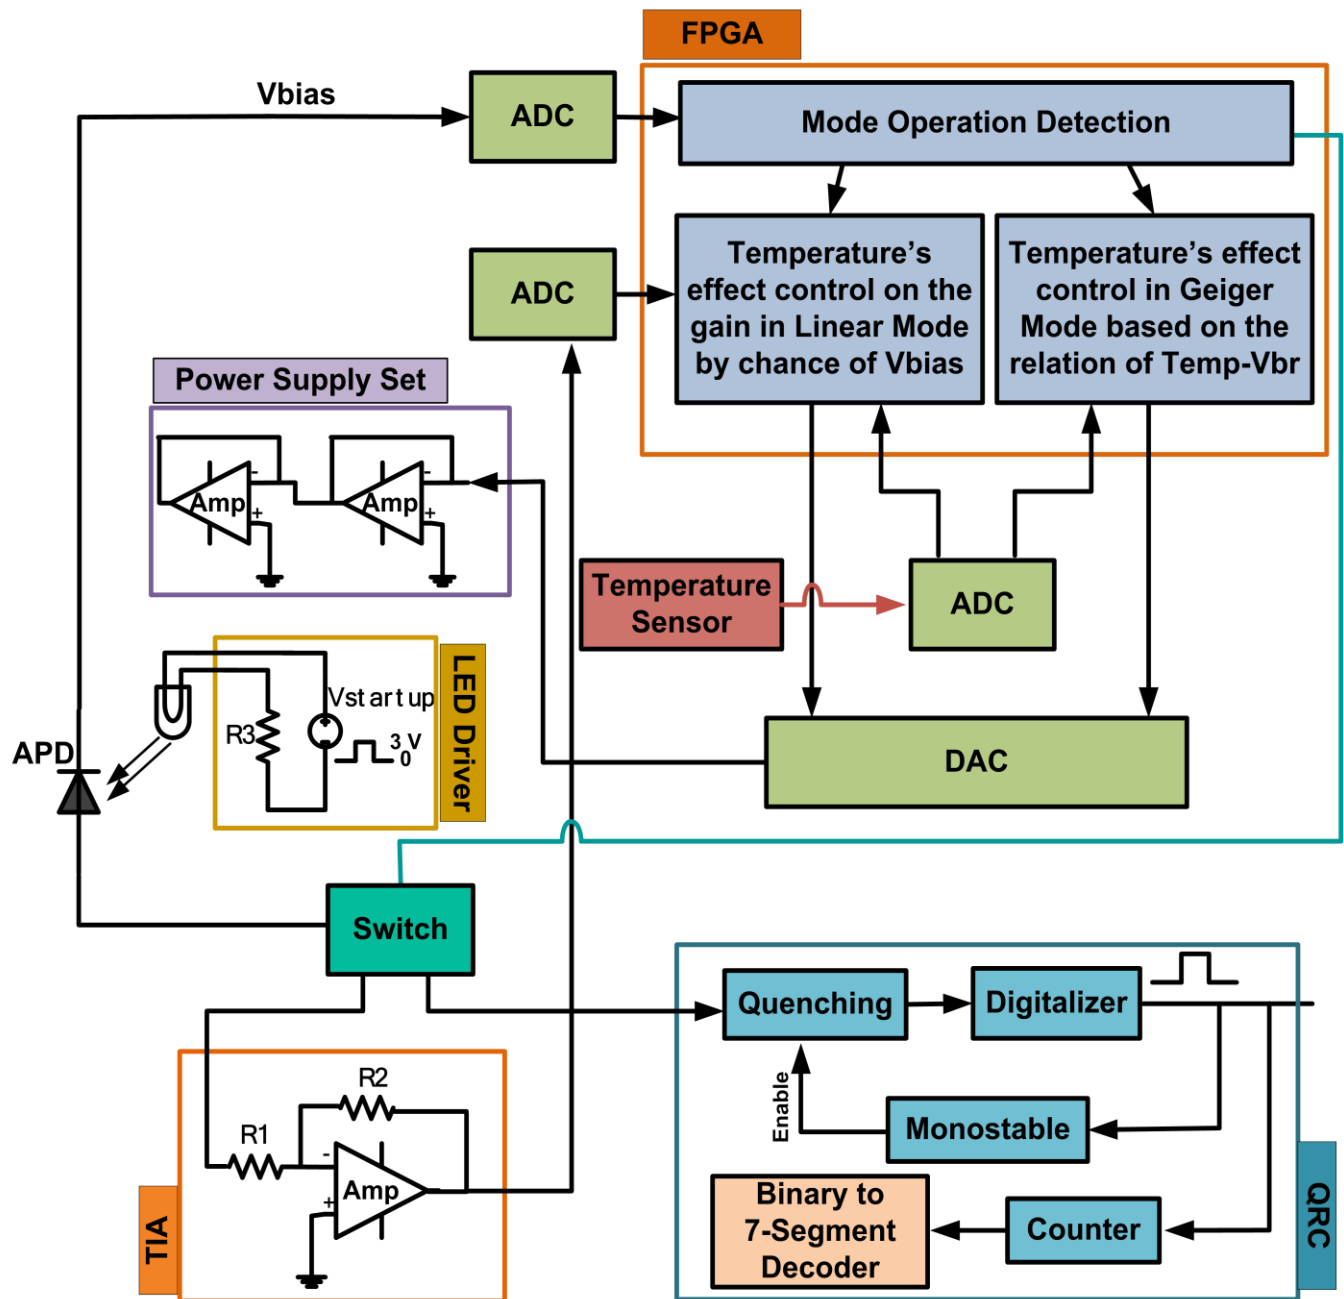 FPGA
Vbias
ADC
Mode Operation Detection
ADC
Temperature's
effect control on the
gain in Linear Mode
by chance of Vbias
Temperature's effect
control in Geiger
Mode based on the
relation of Temp-Vbr
Power Supply Set
-
Amp
+
-
Amp
+
Temperature
Sensor
ADC
LED Driver
Vstart up
R3
3 V
0
APD
DAC
Switch
Quenching
Digitalizer
Enable
Monostable
R2
R1
-
Amp
+
TIA
Binary to
7-Segment
Decoder
Counter
QRC